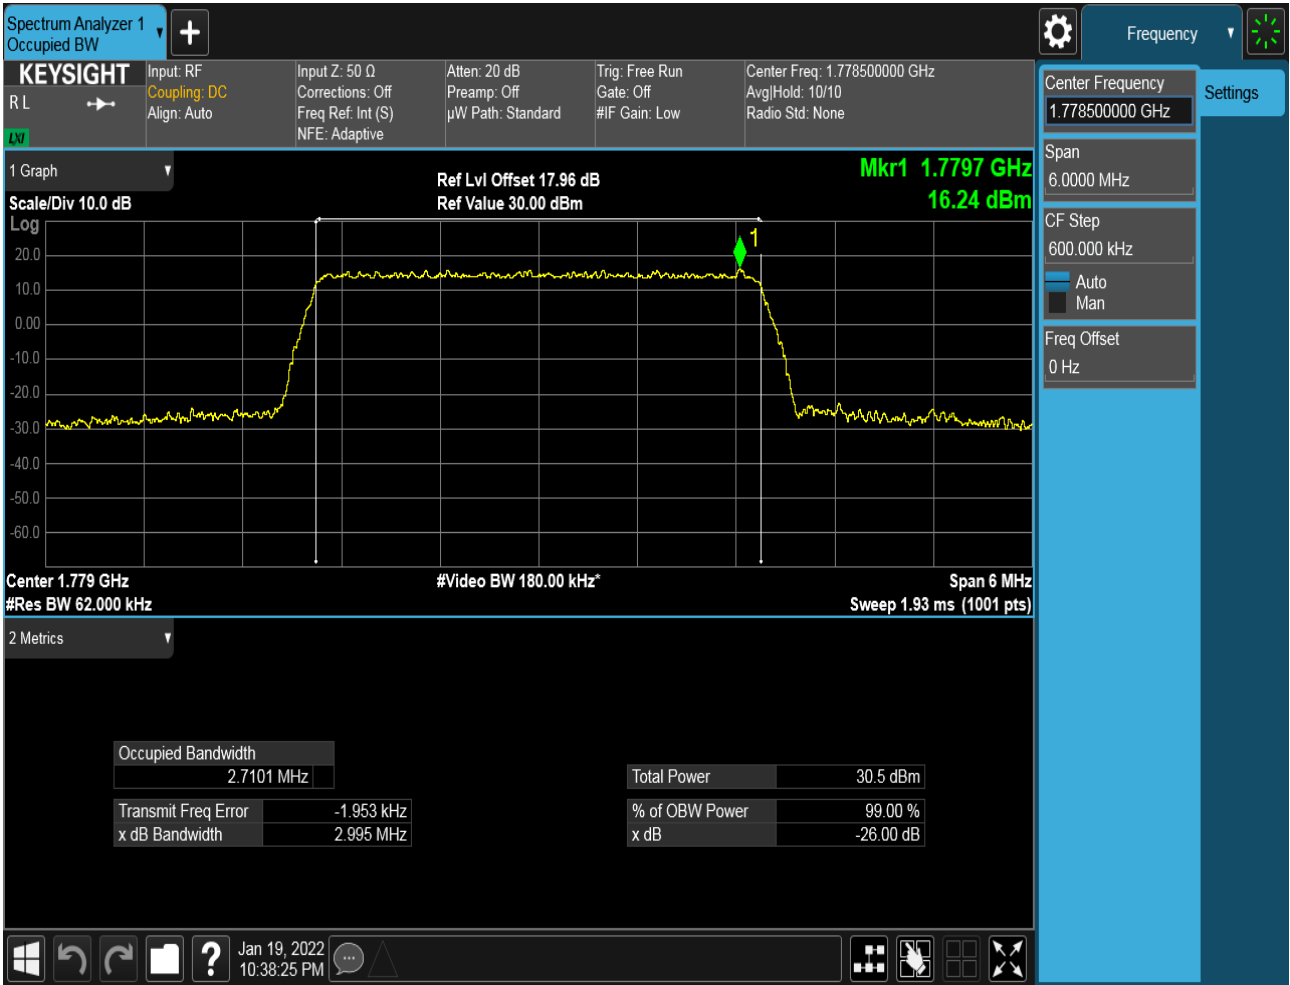 Spectrum Analyzer 1
Occupied BW
+
Frequency
KEYSIGHT
R L
LXI
Input: RF
Coupling: DC
Align: Auto
Input Z: 50 Ω
Corrections: Off
Freq Ref: Int (S)
NFE: Adaptive
Atten: 20 dB
Preamp: Off
µW Path: Standard
Trig: Free Run
Gate: Off
#IF Gain: Low
Center Freq: 1.778500000 GHz
Avg|Hold: 10/10
Radio Std: None
Center Frequency
1.778500000 GHz
Settings
Span
6.0000 MHz
CF Step
600.000 kHz
Auto
Man
Freq Offset
0 Hz
1 Graph
Scale/Div 10.0 dB
Ref Lvl Offset 17.96 dB
Ref Value 30.00 dBm
Mkr1 1.7797 GHz
16.24 dBm
Log
1
20.0
10.0
0.00
-10.0
-20.0
-30.0
-40.0
-50.0
-60.0
Center 1.779 GHz
#Res BW 62.000 kHz
#Video BW 180.00 kHz*
Span 6 MHz
Sweep 1.93 ms (1001 pts)
2 Metrics
Occupied Bandwidth
2.7101 MHz
Transmit Freq Error -1.953 kHz
x dB Bandwidth 2.995 MHz
Total Power 30.5 dBm
% of OBW Power 99.00 %
x dB -26.00 dB
?
Jan 19, 2022
10:38:25 PM